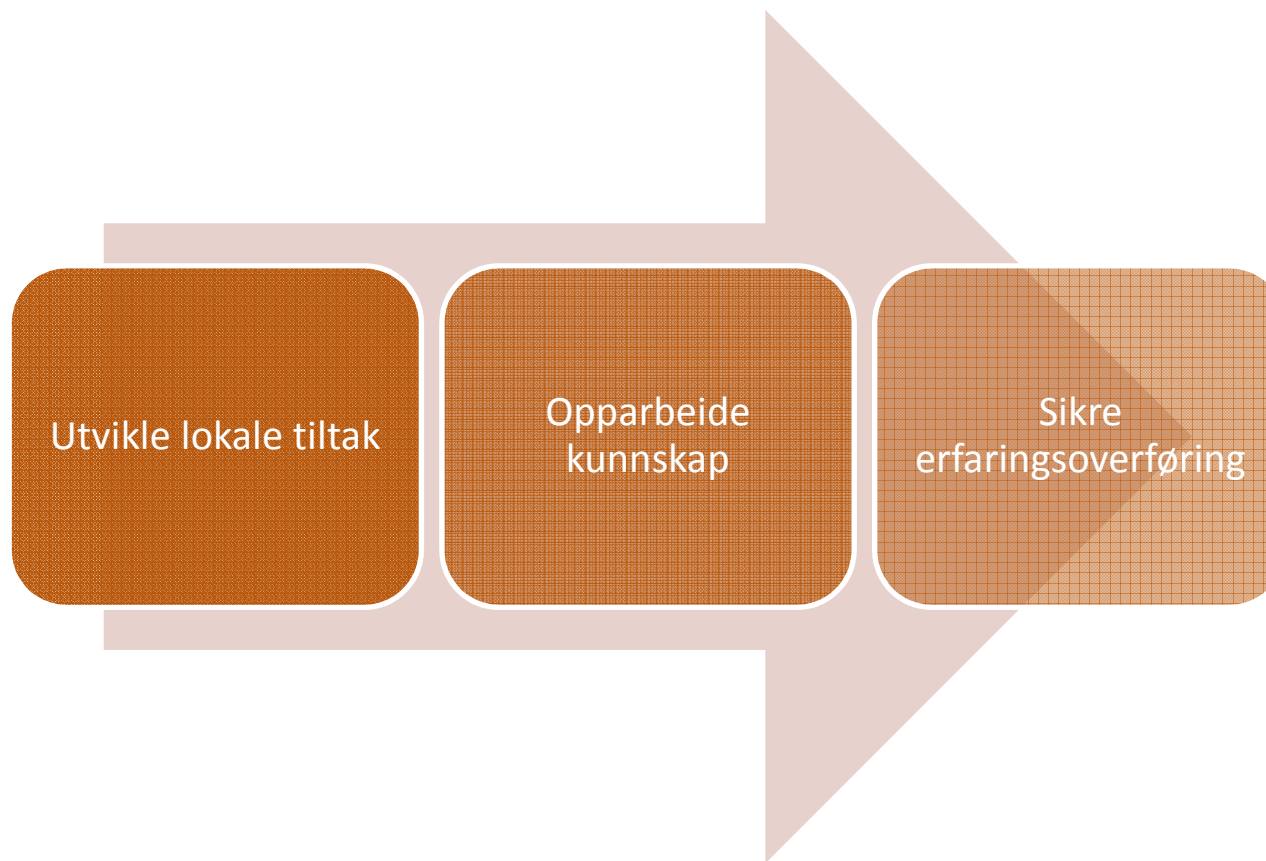 Utvikle lokale tiltak
Opparbeide
kunnskap
Sikre
erfaringsoverføring